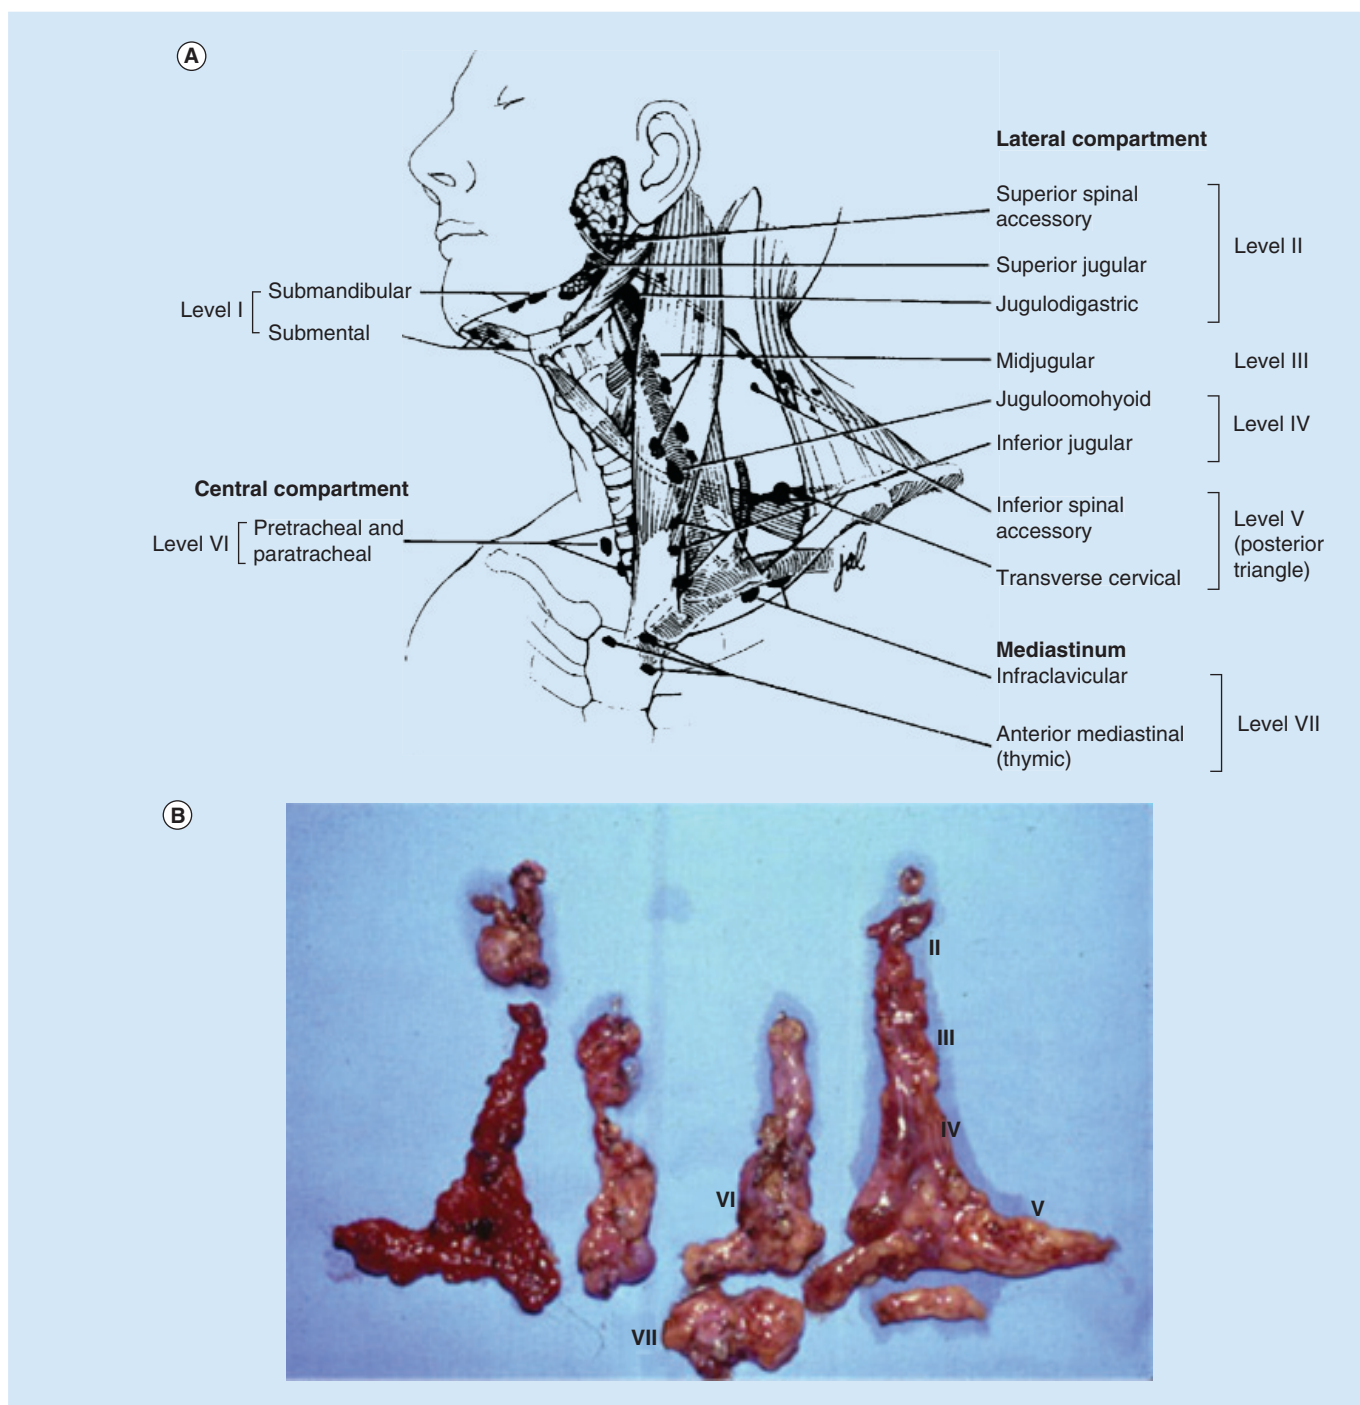 A
Lateral compartment
Superior spinal
accessory
Level II
Superior jugular
Jugulodigastric
Level I
Submandibular
Submental
Midjugular
Level III
Juguloomohyoid
Level IV
Inferior jugular
Central compartment
Level VI
Pretracheal and
paratracheal
Inferior spinal
accessory
Level V
(posterior
triangle)
Transverse cervical
Mediastinum
Infraclavicular
Level VII
Anterior mediastinal
(thymic)
B
II
III
IV
V
VI
VII